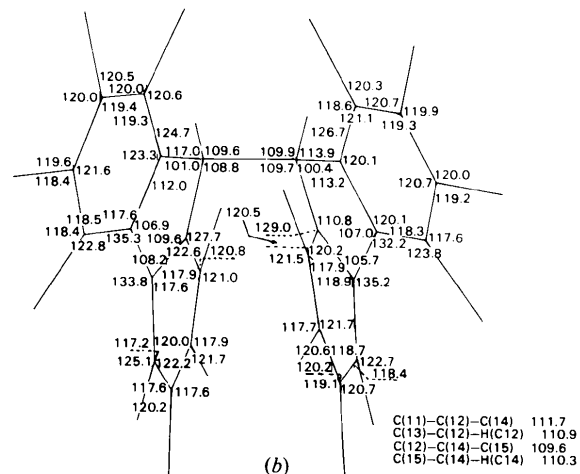 120.5
120.0 120.0 120.6
119.4
119.3
124.7
119.6 121.6 123.3 117.0 109.6
118.4 101.0 108.8
112.0
118.5 117.6 106.9
118.4 122.8 135.3 109.6 127.7
122.6 120.8
108.2 117.9 121.0
133.8 117.6
117.2 120.0 117.9
125.1 122.2 121.7
117.6 117.6
120.2
120.3
118.6 120.7 119.9
121.1 119.3
126.7
109.9 113.9 120.1 120.7 120.0
109.7 100.4 119.2
113.2
120.5 110.8 120.1
129.0 107.0 118.3 117.6
120.2 132.2 123.8
121.5 117.9 105.7
118.9 135.2
117.7 121.7
120.6 118.7 122.7
120.2 118.4
119.1 120.7
C(11)–C(12)–C(14) 111.7
C(13)–C(12)–H(C12) 110.9
C(12)–C(14)–C(15) 109.6
C(15)–C(14)–H(C14) 110.3
(b)